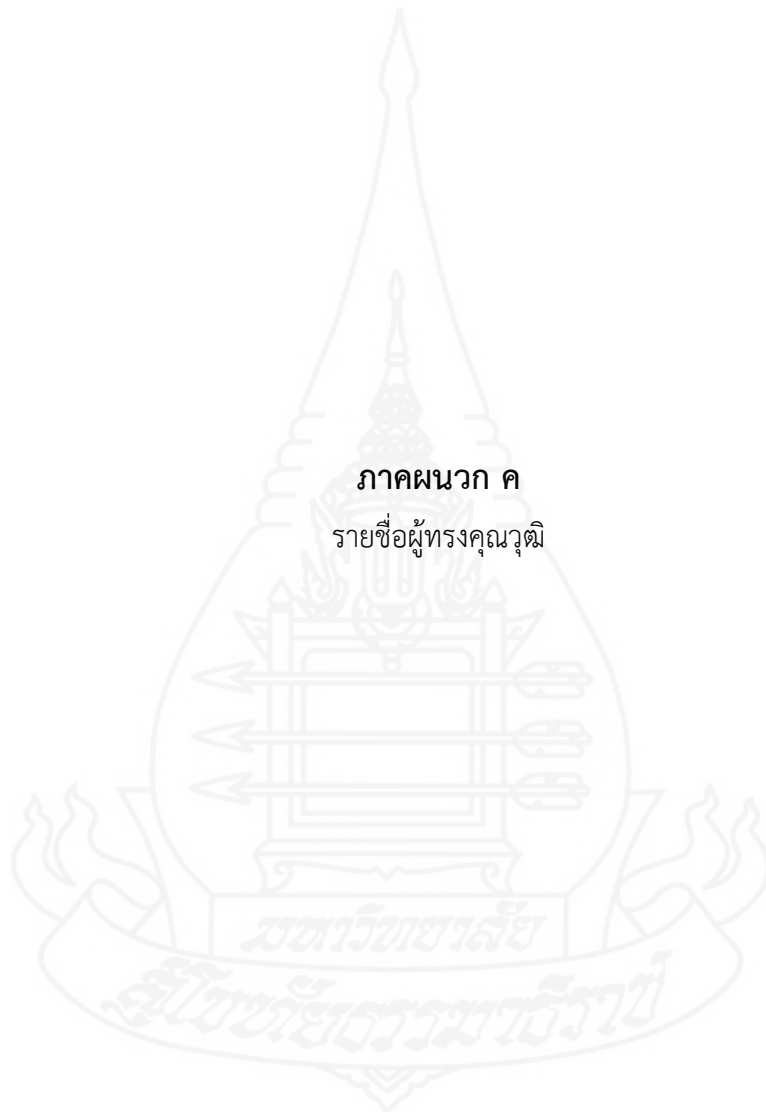 ภาคผนวก ค
รายชื่อผู้ทรงคุณวุฒิ
มหาวิทยาลัย
สุโขทัยธรรมาธิราช